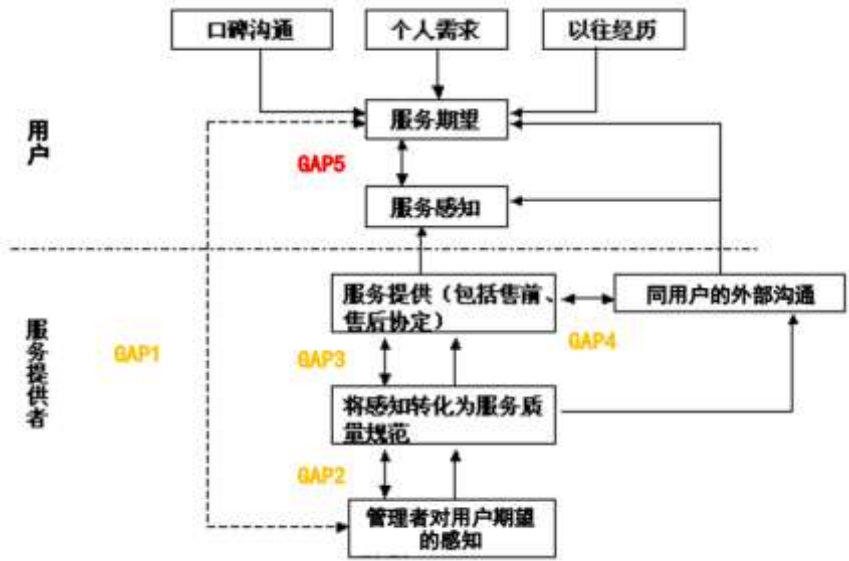 口碑沟通
个人需求
以往经历
服务期望
用户
GAP5
服务感知
服务提供（包括售前、
售后协定）
同用户的外部沟通
服务提供者
GAP1
GAP3
GAP4
将感知转化为服务质
量规范
GAP2
管理者对用户期望
的感知